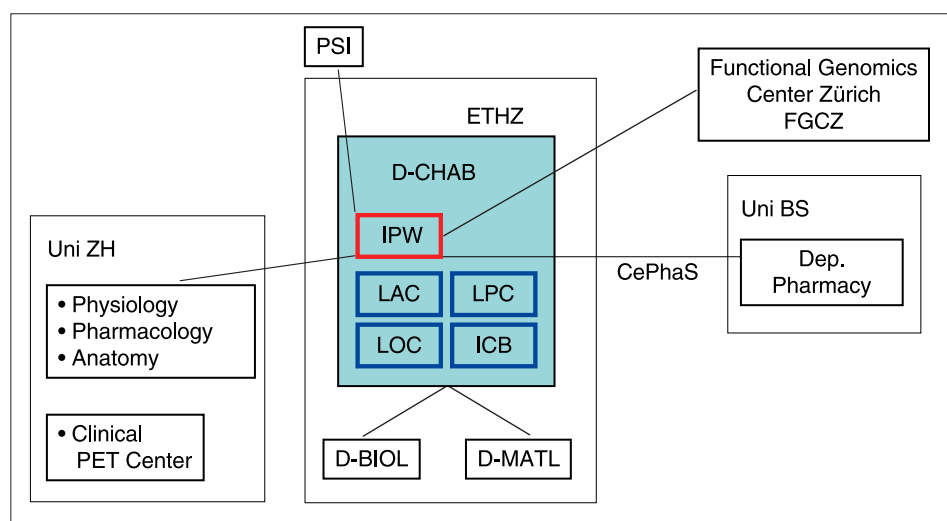 PSI
Functional Genomics
Center Zürich
FGCZ
ETHZ
D-CHAB
IPW
LAC
LPC
LOC
ICB
Uni ZH
• Physiology
• Pharmacology
• Anatomy
• Clinical
PET Center
Uni BS
CePhaS
Dep.
Pharmacy
D-BIOL
D-MATL